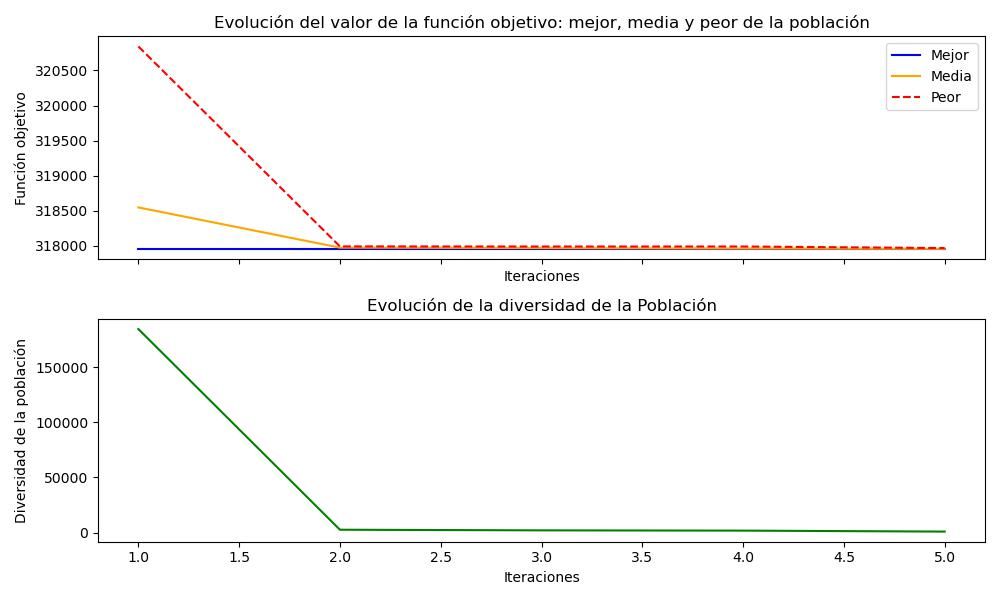 Evolución del valor de la función objetivo: mejor, media y peor de la población
Función objetivo
320500
320000
319500
319000
318500
318000
Mejor
Media
Peor
Iteraciones
Evolución de la diversidad de la Población
Diversidad de la población
150000
100000
50000
0
1.0 1.5 2.0 2.5 3.0 3.5 4.0 4.5 5.0
Iteraciones